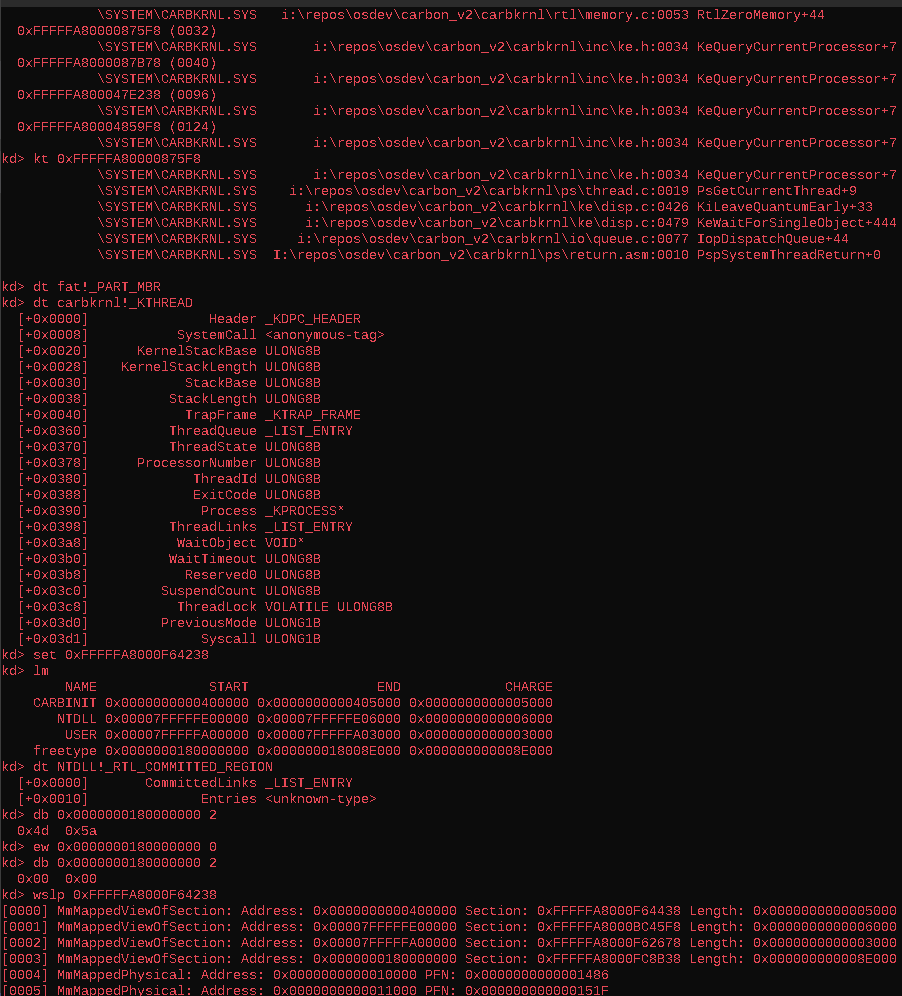 \SYSTEM\CARBKRNL.SYS i:\repos\osdev\carbon_v2\carbkrnl\rtl\memory.c:0053 RtlZeroMemory+44
0xFFFFFA80000875F8 (0032)
\SYSTEM\CARBKRNL.SYS i:\repos\osdev\carbon_v2\carbkrnl\inc\ke.h:0034 KeQueryCurrentProcessor+7
0xFFFFFA8000087B78 (0040)
\SYSTEM\CARBKRNL.SYS i:\repos\osdev\carbon_v2\carbkrnl\inc\ke.h:0034 KeQueryCurrentProcessor+7
0xFFFFFA800047E238 (0096)
\SYSTEM\CARBKRNL.SYS i:\repos\osdev\carbon_v2\carbkrnl\inc\ke.h:0034 KeQueryCurrentProcessor+7
0xFFFFFA80004859F8 (0124)
\SYSTEM\CARBKRNL.SYS i:\repos\osdev\carbon_v2\carbkrnl\inc\ke.h:0034 KeQueryCurrentProcessor+7
kd> kt 0xFFFFFA80000875F8
\SYSTEM\CARBKRNL.SYS i:\repos\osdev\carbon_v2\carbkrnl\inc\ke.h:0034 KeQueryCurrentProcessor+7
\SYSTEM\CARBKRNL.SYS i:\repos\osdev\carbon_v2\carbkrnl\ps\thread.c:0019 PsGetCurrentThread+9
\SYSTEM\CARBKRNL.SYS i:\repos\osdev\carbon_v2\carbkrnl\ke\disp.c:0426 KiLeaveQuantumEarly+33
\SYSTEM\CARBKRNL.SYS i:\repos\osdev\carbon_v2\carbkrnl\ke\disp.c:0479 KeWaitForSingleObject+444
\SYSTEM\CARBKRNL.SYS i:\repos\osdev\carbon_v2\carbkrnl\io\queue.c:0077 IopDispatchQueue+44
\SYSTEM\CARBKRNL.SYS I:\repos\osdev\carbon_v2\carbkrnl\ps\return.asm:0010 PspSystemThreadReturn+0
kd> dt fat!_PART_MBR
kd> dt carbkrnl!_KTHREAD
[+0x0000] Header _KDPC_HEADER
[+0x0008] SystemCall <anonymous-tag>
[+0x0020] KernelStackBase ULONG8B
[+0x0028] KernelStackLength ULONG8B
[+0x0030] StackBase ULONG8B
[+0x0038] StackLength ULONG8B
[+0x0040] TrapFrame _KTRAP_FRAME
[+0x0360] ThreadQueue _LIST_ENTRY
[+0x0370] ThreadState ULONG8B
[+0x0378] ProcessorNumber ULONG8B
[+0x0380] ThreadId ULONG8B
[+0x0388] ExitCode ULONG8B
[+0x0390] Process _KPROCESS*
[+0x0398] ThreadLinks _LIST_ENTRY
[+0x03a8] WaitObject VOID*
[+0x03b0] WaitTimeout ULONG8B
[+0x03b8] Reserved0 ULONG8B
[+0x03c0] SuspendCount ULONG8B
[+0x03c8] ThreadLock VOLATILE ULONG8B
[+0x03d0] PreviousMode ULONG1B
[+0x03d1] Syscall ULONG1B
kd> set 0xFFFFFA8000F64238
kd> lm
NAME START END CHARGE
CARBINIT 0x0000000000400000 0x0000000000405000 0x0000000000005000
NTDLL 0x00007FFFFFE00000 0x00007FFFFFE06000 0x0000000000006000
USER 0x00007FFFFFA00000 0x00007FFFFFA03000 0x0000000000003000
freetype 0x0000000180000000 0x000000018008E000 0x000000000008E000
kd> dt NTDLL!_RTL_COMMITTED_REGION
[+0x0000] CommittedLinks _LIST_ENTRY
[+0x0010] Entries <unknown-type>
kd> db 0x0000000180000000 2
0x4d 0x5a
kd> ew 0x0000000180000000 0
kd> db 0x0000000180000000 2
0x00 0x00
kd> wslp 0xFFFFFA8000F64238
[0000] MmMappedViewOfSection: Address: 0x0000000000400000 Section: 0xFFFFFA8000F64438 Length: 0x0000000000005000
[0001] MmMappedViewOfSection: Address: 0x00007FFFFFE00000 Section: 0xFFFFFA8000BC45F8 Length: 0x0000000000006000
[0002] MmMappedViewOfSection: Address: 0x00007FFFFFA00000 Section: 0xFFFFFA8000F62678 Length: 0x0000000000003000
[0003] MmMappedViewOfSection: Address: 0x0000000180000000 Section: 0xFFFFFA8000FC8B38 Length: 0x000000000008E000
[0004] MmMappedPhysical: Address: 0x0000000000010000 PFN: 0x0000000000001486
[0005] MmMappedPhysical: Address: 0x0000000000011000 PFN: 0x000000000000151F